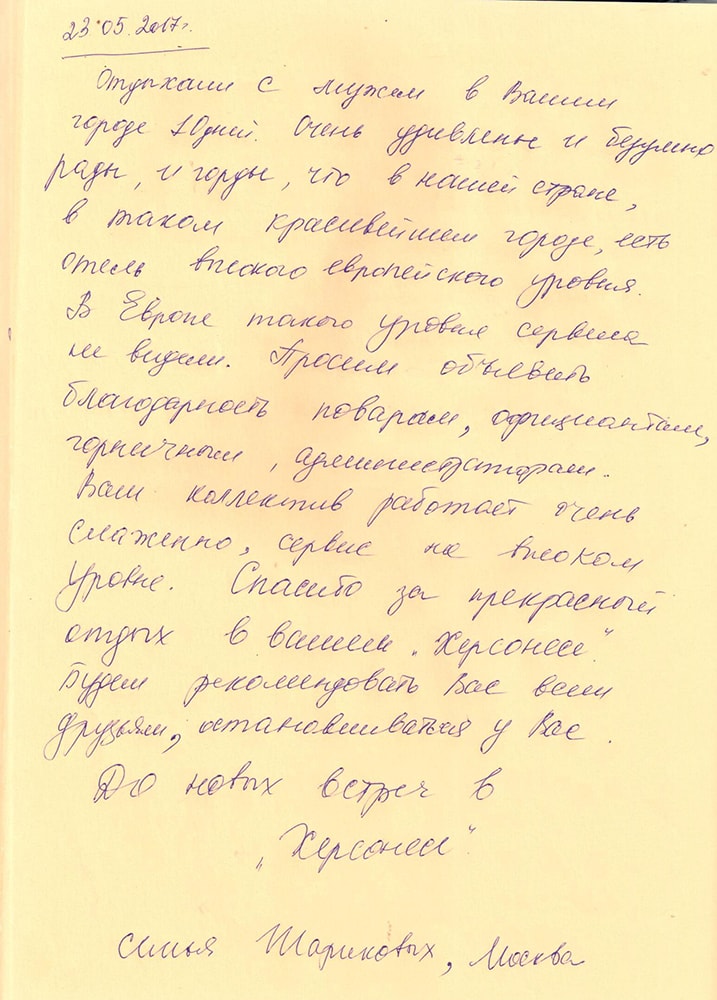 23.05.2017г.
Отдыхали с мужем в Вашем
городе 10дней. Очень удивлены и безумно
рады, и горды, что в нашей стране,
в таком красивейшем городе, есть
отель высокого европейского уровня.
В Европе такого уровня сервиса
не видели. Просим объявить
благодарность поварам, официантам,
горничным, администраторам.
Ваш коллектив работает очень
слаженно, сервис на высоком
уровне. Спасибо за прекрасный
отдых в вашем „Херсонесе"
Будем рекомендовать Вас всем
друзьям, останавливаться у Вас.
До новых встреч в
„Херсонесе"
семья Шариковых, Москва